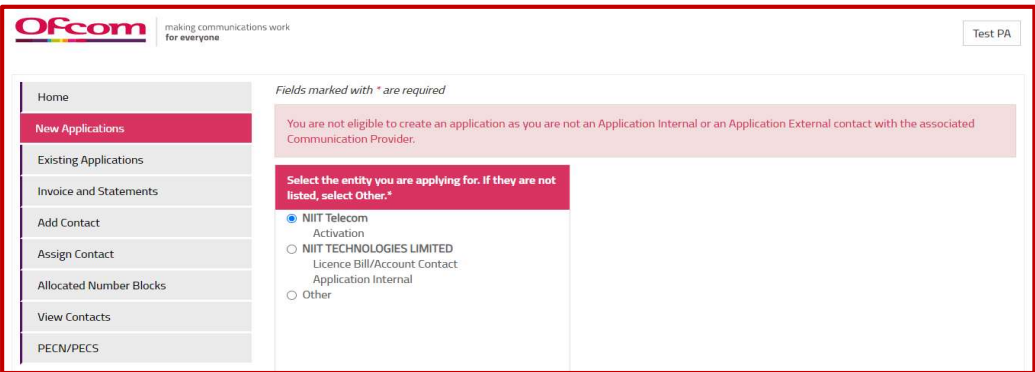 Ofcom
making communications work
for everyone
Test PA
Home
New Applications
Existing Applications
Invoice and Statements
Add Contact
Assign Contact
Allocated Number Blocks
View Contacts
PECN/PECS
Fields marked with * are required
You are not eligible to create an application as you are not an Application Internal or an Application External contact with the associated
Communication Provider.
Select the entity you are applying for. If they are not
listed, select Other.*
NIIT Telecom
Activation
NIIT TECHNOLOGIES LIMITED
Licence Bill/Account Contact
Application Internal
Other